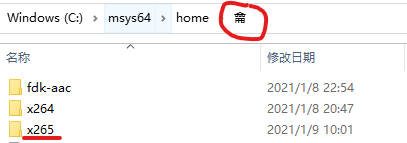 Windows (C:) › msys64 › home › 龠
名称 修改日期
fdk-aac 2021/1/8 22:54
x264 2021/1/8 20:47
x265 2021/1/9 10:01